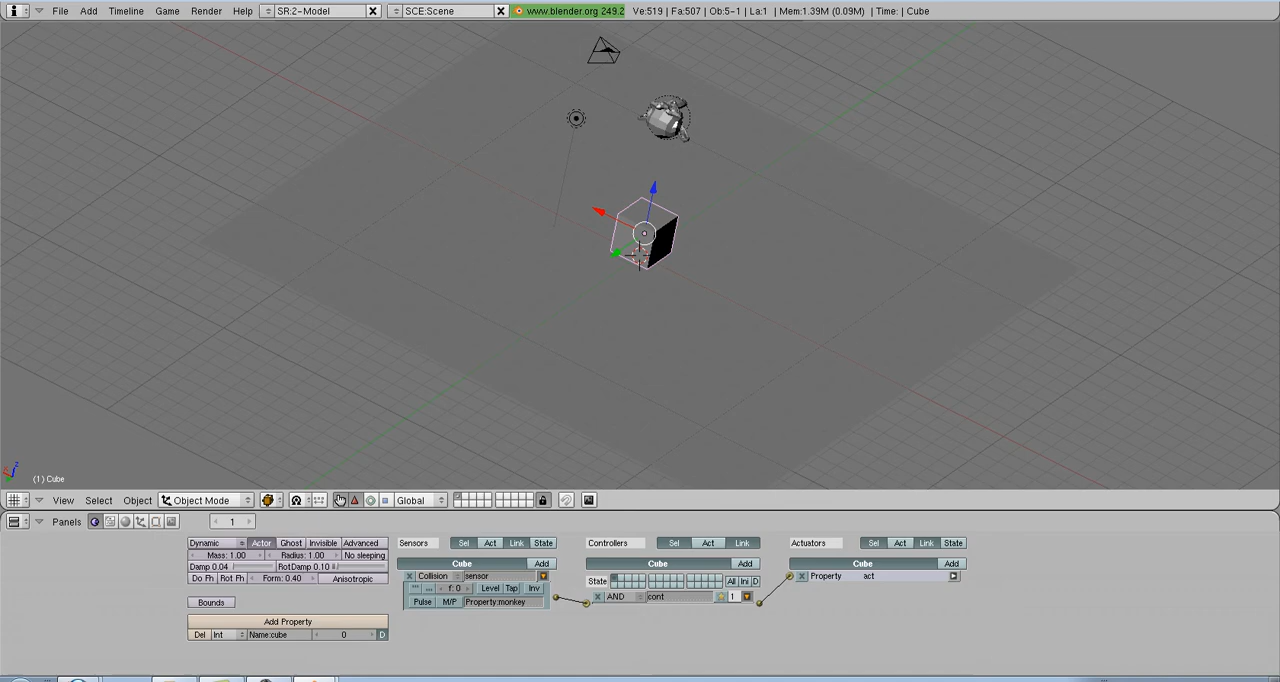 File Add Timeline Game Render Help SR:2-Model SCE:Scene www.blender.org 249.2 Ve:519 | Fa:507 | Ob:5-1 | La:1 | Mem:1.39M (0.09M) | Time: | Cube
(1) Cube
View Select Object Object Mode Global
Panels 1
Dynamic Actor Ghost Invisible Advanced Sensors Sel Act Link State Controllers Sel Act Link Actuators Sel Act Link State
Mass: 1.00 Radius: 1.00 No sleeping Cube Add Cube Add Cube Add
Damp 0.04 RotDamp 0.10 Collision sensor State All Ini D Property act
Do Fh Rot Fh Form: 0.40 Anisotropic f: 0 Level Tap Inv AND cont 1
Bounds Pulse M/P Property:monkey
Add Property
Del Int Name:cube 0 D